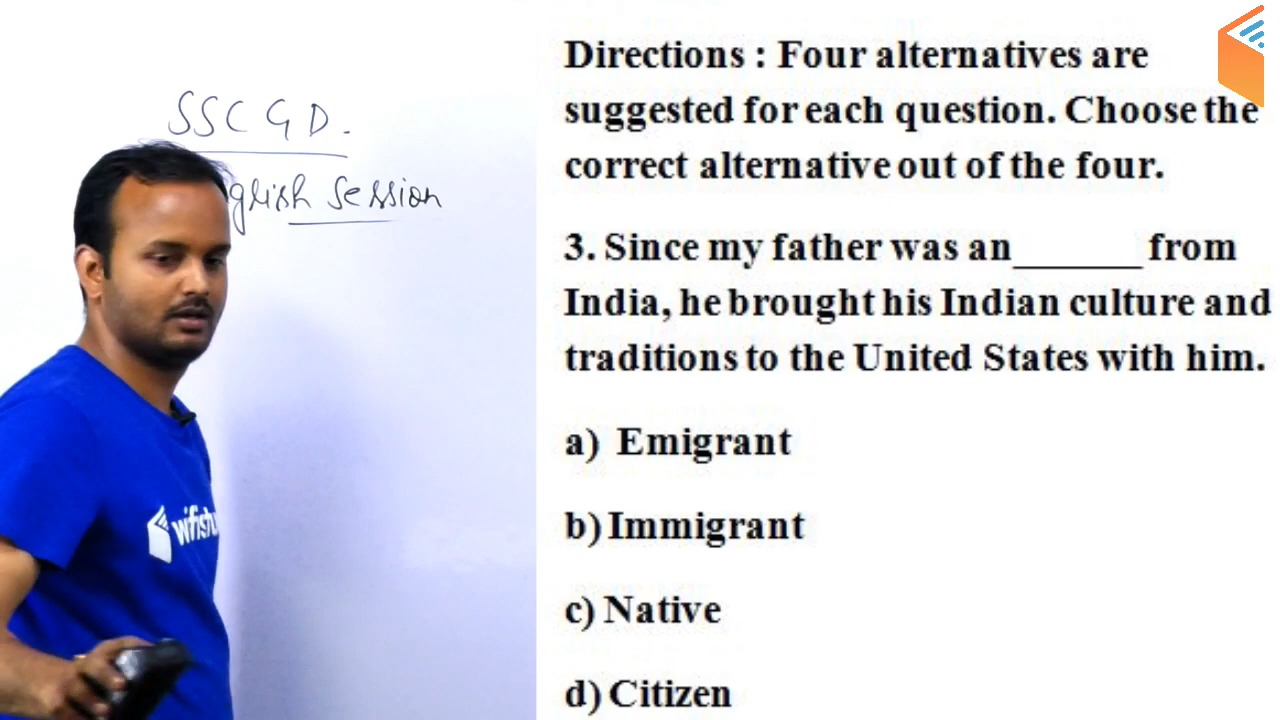 SSC GD.
glish Session
wifistu
Directions : Four alternatives are
suggested for each question. Choose the
correct alternative out of the four.
3. Since my father was an______ from
India, he brought his Indian culture and
traditions to the United States with him.
a) Emigrant
b) Immigrant
c) Native
d) Citizen